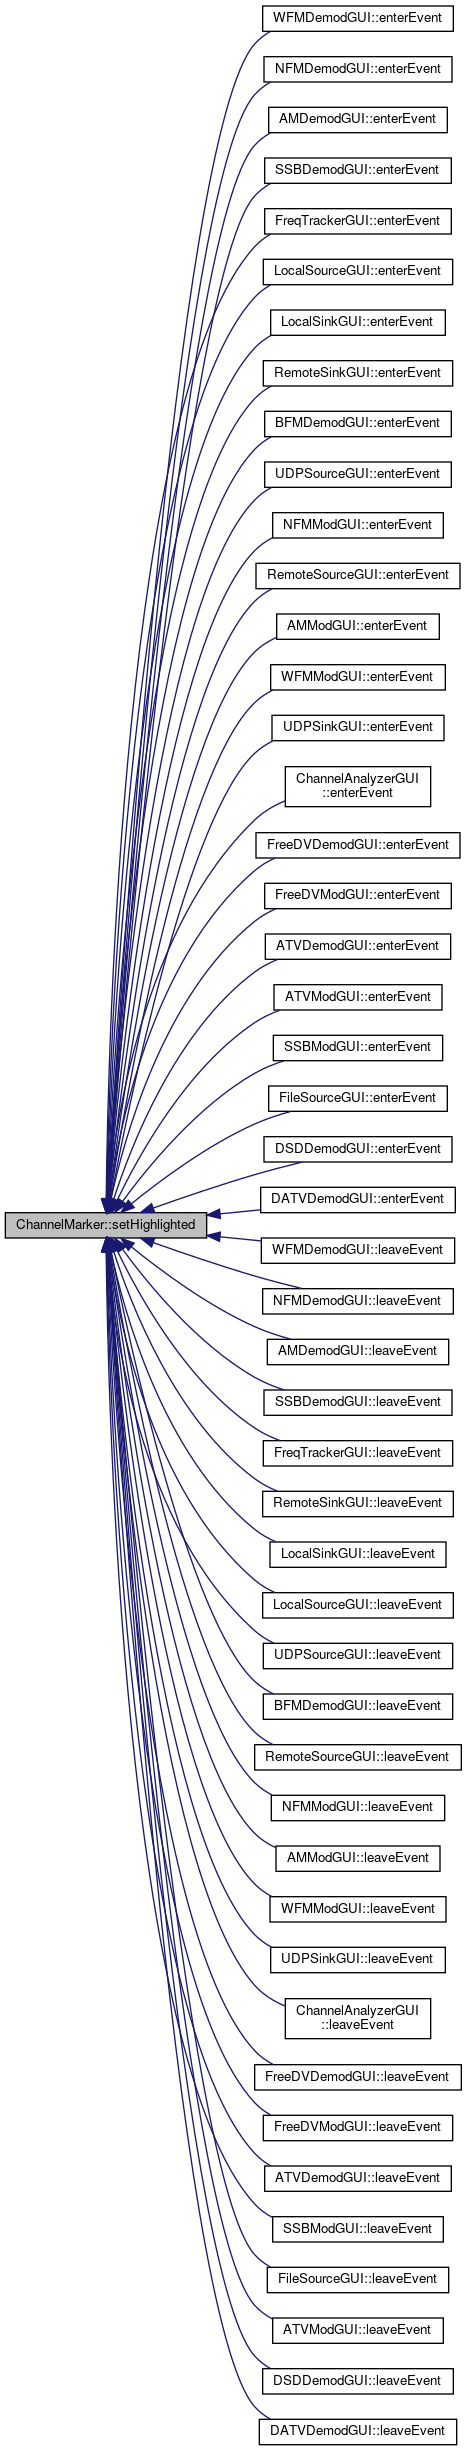 WFMDemodGUI::enterEvent
NFMDemodGUI::enterEvent
AMDemodGUI::enterEvent
SSBDemodGUI::enterEvent
FreqTrackerGUI::enterEvent
LocalSourceGUI::enterEvent
LocalSinkGUI::enterEvent
RemoteSinkGUI::enterEvent
BFMDemodGUI::enterEvent
UDPSourceGUI::enterEvent
NFMModGUI::enterEvent
RemoteSourceGUI::enterEvent
AMModGUI::enterEvent
WFMModGUI::enterEvent
UDPSinkGUI::enterEvent
ChannelAnalyzerGUI
::enterEvent
FreeDVDemodGUI::enterEvent
FreeDVModGUI::enterEvent
ATVDemodGUI::enterEvent
ATVModGUI::enterEvent
SSBModGUI::enterEvent
FileSourceGUI::enterEvent
DSDDemodGUI::enterEvent
DATVDemodGUI::enterEvent
ChannelMarker::setHighlighted
WFMDemodGUI::leaveEvent
NFMDemodGUI::leaveEvent
AMDemodGUI::leaveEvent
SSBDemodGUI::leaveEvent
FreqTrackerGUI::leaveEvent
RemoteSinkGUI::leaveEvent
LocalSinkGUI::leaveEvent
LocalSourceGUI::leaveEvent
UDPSourceGUI::leaveEvent
BFMDemodGUI::leaveEvent
RemoteSourceGUI::leaveEvent
NFMModGUI::leaveEvent
AMModGUI::leaveEvent
WFMModGUI::leaveEvent
UDPSinkGUI::leaveEvent
ChannelAnalyzerGUI
::leaveEvent
FreeDVDemodGUI::leaveEvent
FreeDVModGUI::leaveEvent
ATVDemodGUI::leaveEvent
SSBModGUI::leaveEvent
FileSourceGUI::leaveEvent
ATVModGUI::leaveEvent
DSDDemodGUI::leaveEvent
DATVDemodGUI::leaveEvent